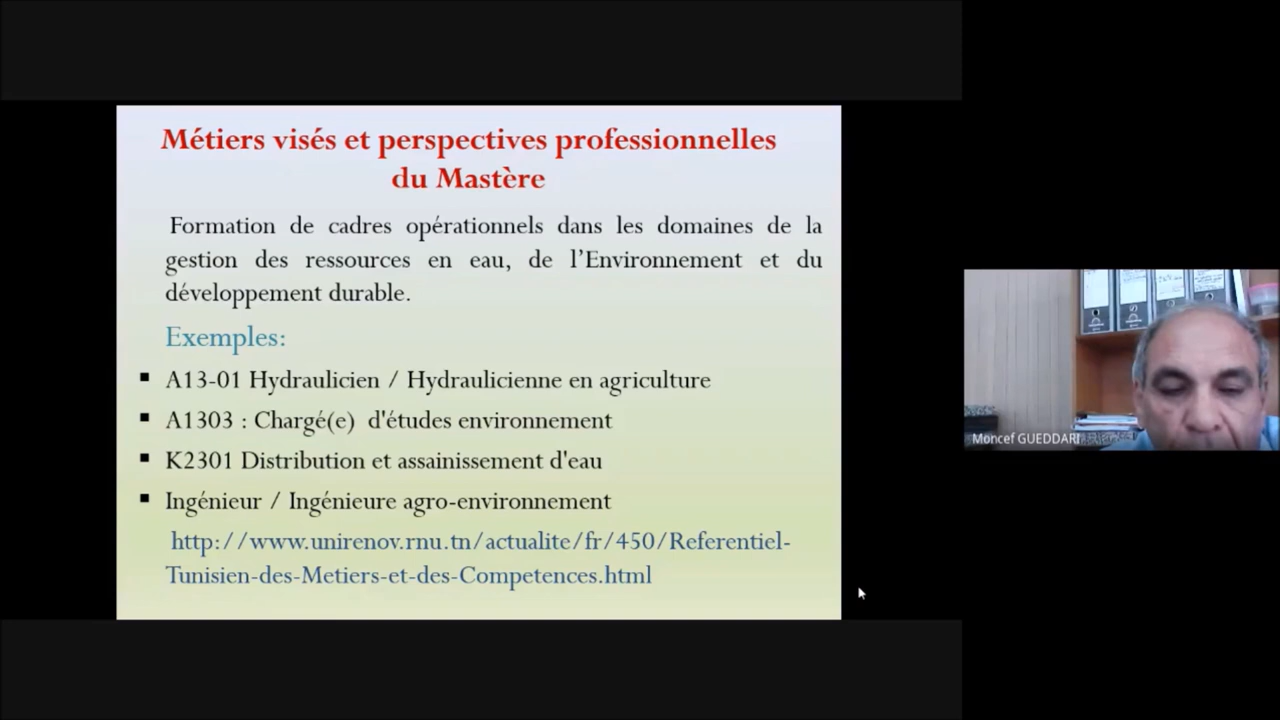 Métiers visés et perspectives professionnelles
du Mastère
Formation de cadres opérationnels dans les domaines de la
gestion des ressources en eau, de l’Environnement et du
développement durable.
Exemples:
▪ A13-01 Hydraulicien / Hydraulicienne en agriculture
▪ A1303 : Chargé(e) d'études environnement
▪ K2301 Distribution et assainissement d'eau
▪ Ingénieur / Ingénieure agro-environnement
http://www.unirenov.rnu.tn/actualite/fr/450/Referentiel-
Tunisien-des-Metiers-et-des-Competences.html
Moncef GUEDDARI